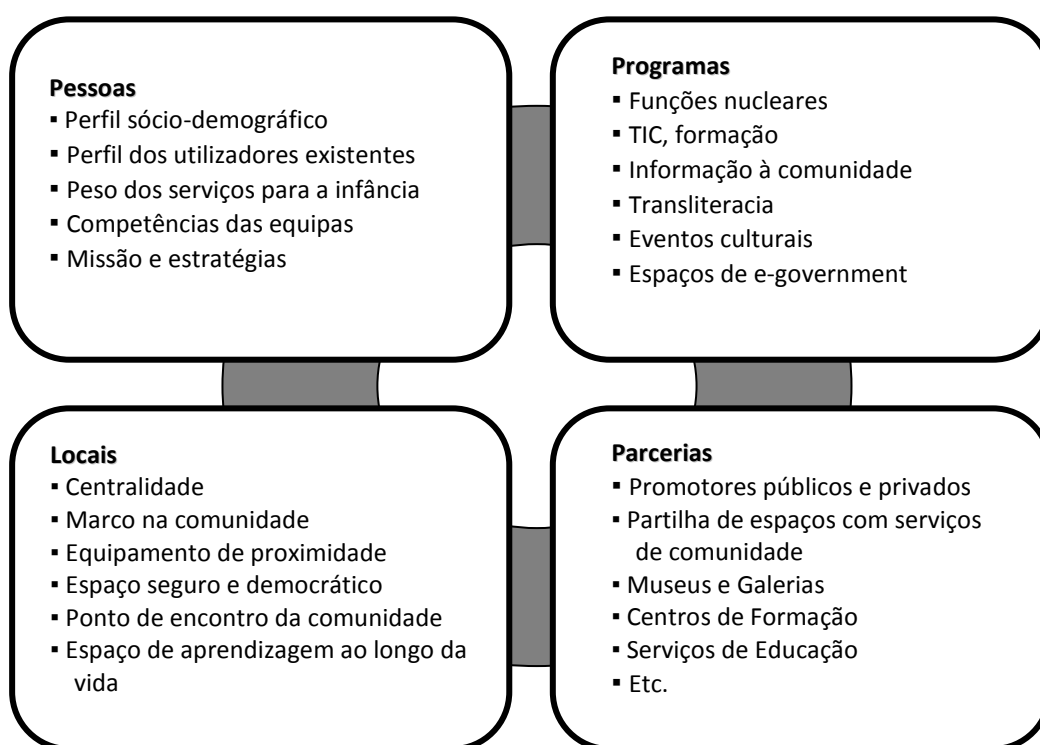 Pessoas
▪ Perfil sócio-demográfico
▪ Perfil dos utilizadores existentes
▪ Peso dos serviços para a infância
▪ Competências das equipas
▪ Missão e estratégias
Programas
▪ Funções nucleares
▪ TIC, formação
▪ Informação à comunidade
▪ Transliteracia
▪ Eventos culturais
▪ Espaços de e-government
Locais
▪ Centralidade
▪ Marco na comunidade
▪ Equipamento de proximidade
▪ Espaço seguro e democrático
▪ Ponto de encontro da comunidade
▪ Espaço de aprendizagem ao longo da
vida
Parcerias
▪ Promotores públicos e privados
▪ Partilha de espaços com serviços
de comunidade
▪ Museus e Galerias
▪ Centros de Formação
▪ Serviços de Educação
▪ Etc.